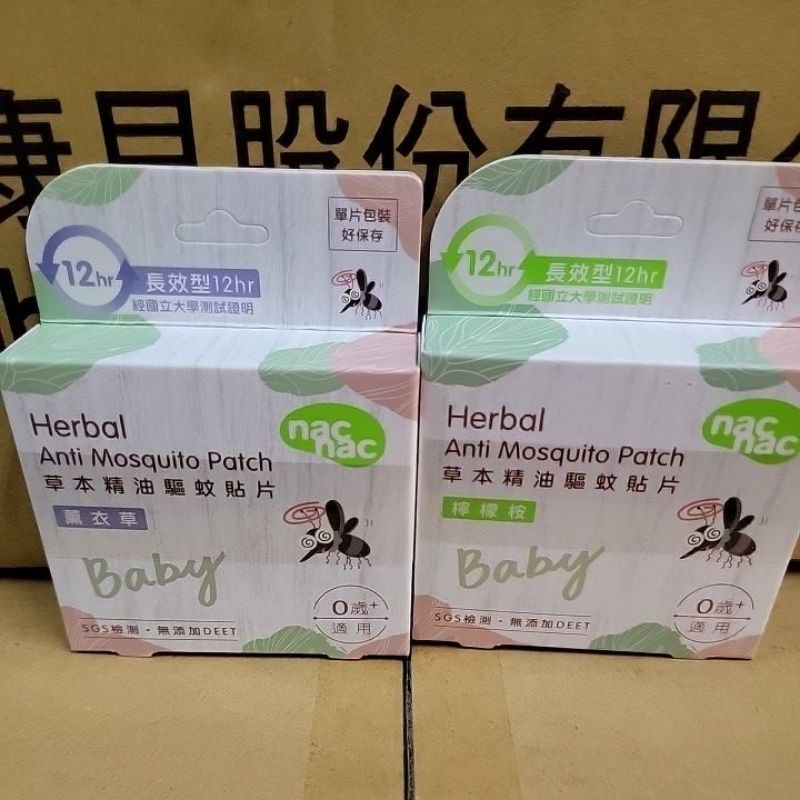 康貝股份有限
單片包裝
好保存
12hr
長效型12hr
經國立大學測試證明
Herbal
Anti Mosquito Patch
草本精油驅蚊貼片
薰衣草
nac
nac
Baby
0歲+
適用
SGS檢測・無添加DEET
單片包
好保存
12hr
長效型12hr
經國立大學測試證明
Herbal
Anti Mosquito Patch
草本精油驅蚊貼片
檸檬桉
nac
nac
Baby
0歲+
適用
SGS檢測・無添加DEET